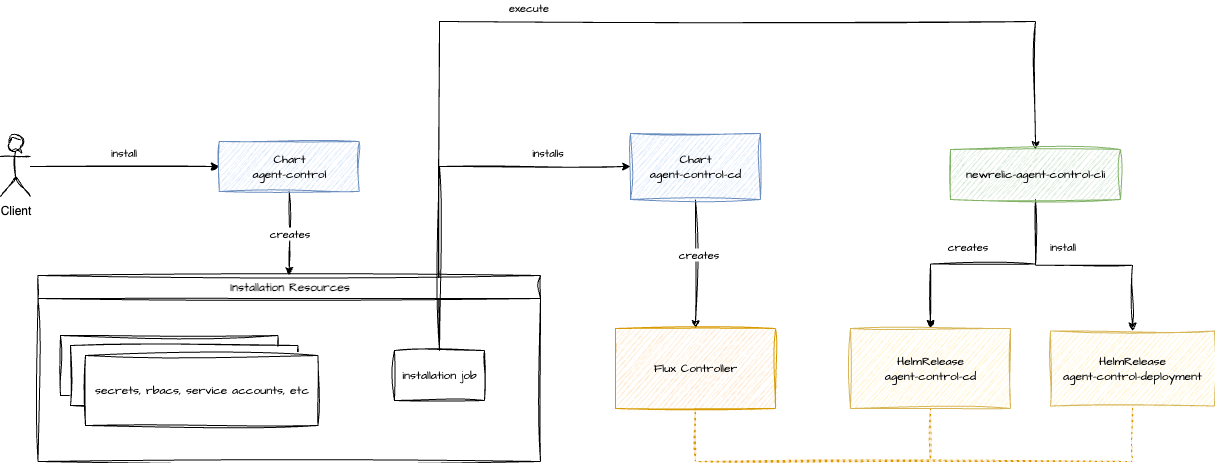 execute
install
installs
Chart
agent-control
Chart
agent-control-cd
newrelic-agent-control-cli
Client
creates
creates
creates
install
Installation Resources
secrets, rbacs, service accounts, etc
installation job
Flux Controller
HelmRelease
agent-control-cd
HelmRelease
agent-control-deployment